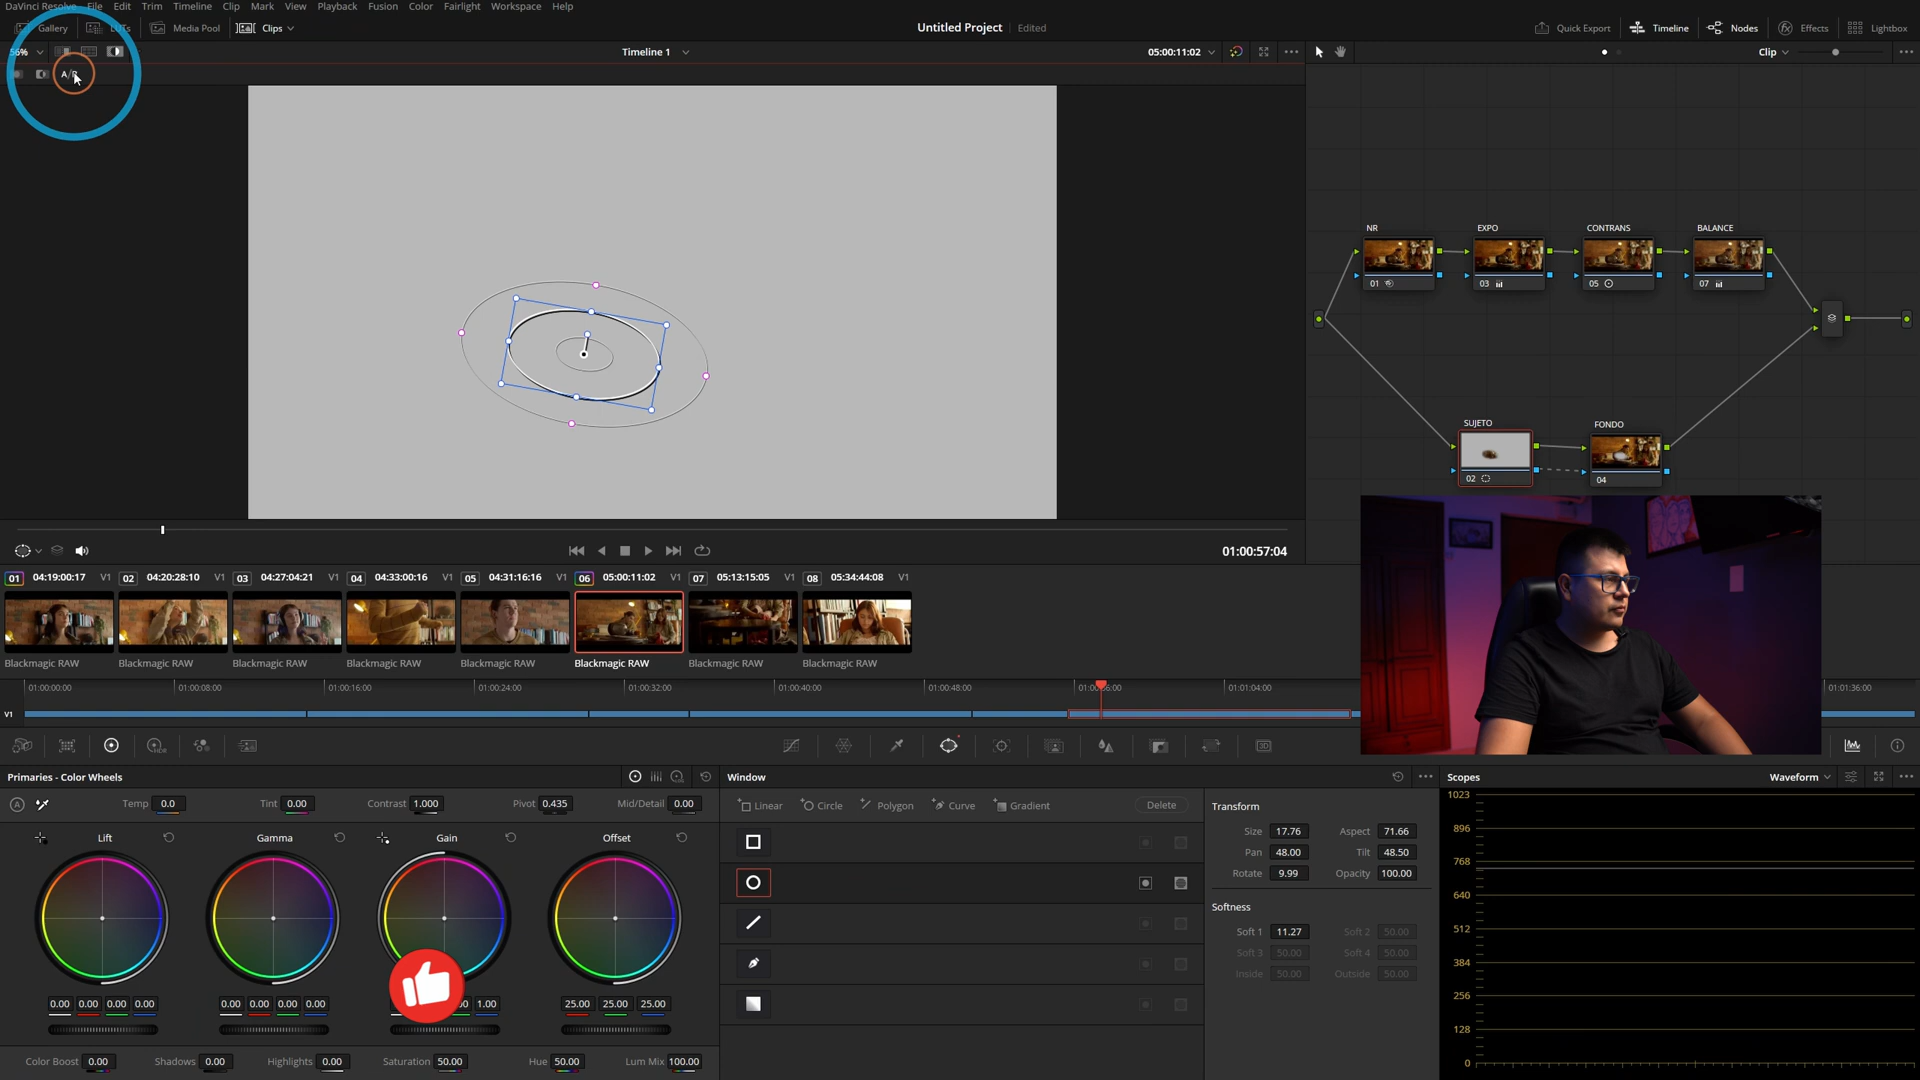 DaVinci Resolve File Edit Trim Timeline Clip Mark View Playback Fusion Color Fairlight Workspace Help
Gallery LUTs Media Pool Clips Untitled Project Edited Quick Export Timeline Nodes Effects Lightbox
56% Timeline 1 05:00:11:02 Clip
NR EXPO CONTRANS BALANCE
01 03 05 07
SUJETO FONDO
02 04
01:00:57:04
01 04:19:00:17 V1 02 04:20:28:10 V1 03 04:27:04:21 V1 04 04:33:00:16 V1 05 04:31:16:16 V1 06 05:00:11:02 V1 07 05:13:15:05 V1 08 05:34:44:08 V1
Blackmagic RAW Blackmagic RAW Blackmagic RAW Blackmagic RAW Blackmagic RAW Blackmagic RAW Blackmagic RAW Blackmagic RAW
01:00:00:00 01:00:08:00 01:00:16:00 01:00:24:00 01:00:32:00 01:00:40:00 01:00:48:00 01:01:04:00 01:01:36:00
V1
Primaries - Color Wheels Window Scopes Waveform
Temp 0.0 Tint 0.00 Contrast 1.000 Pivot 0.435 Mid/Detail 0.00
Linear Circle Polygon Curve Gradient Delete
Lift Gamma Gain Offset
0.00 0.00 0.00 0.00 0.00 0.00 0.00 0.00 1.00 25.00 25.00 25.00
Color Boost 0.00 Shadows 0.00 Highlights 0.00 Saturation 50.00 Hue 50.00 Lum Mix 100.00
Transform
Size 17.76 Aspect 71.66
Pan 48.00 Tilt 48.50
Rotate 9.99 Opacity 100.00
Softness
Soft 1 11.27 Soft 2 50.00
Soft 3 50.00 Soft 4 50.00
Inside 50.00 Outside 50.00
1023
896
768
640
512
384
256
128
0